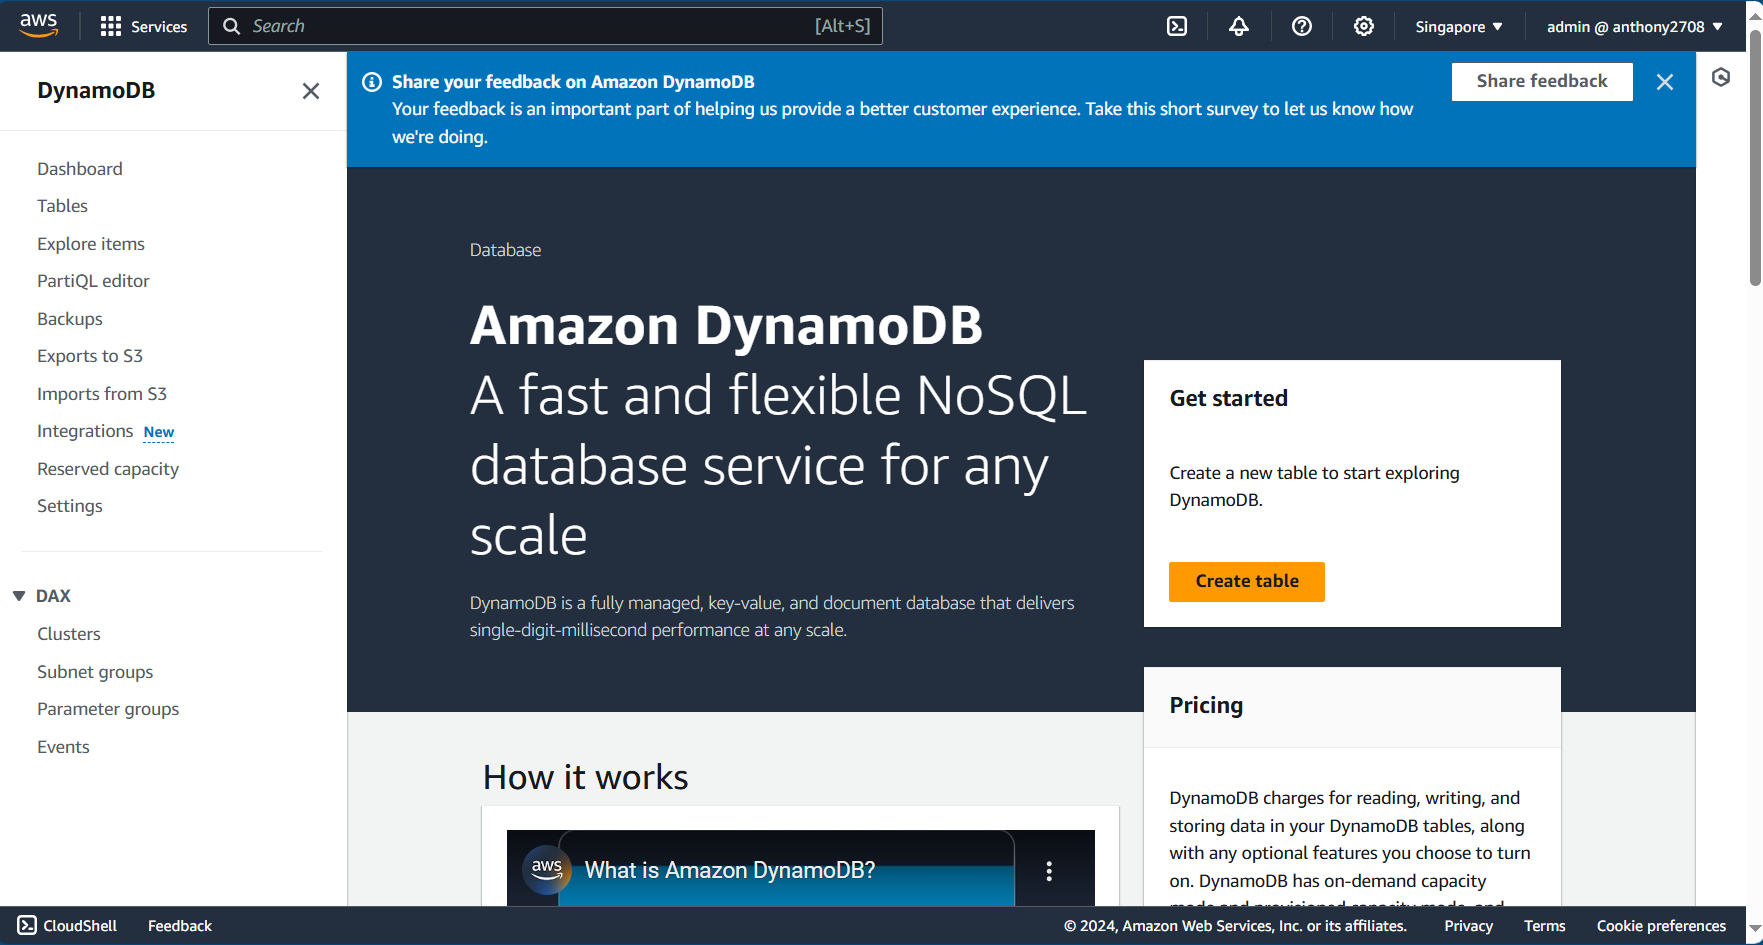 aws
Services
Search
[Alt+S]
Singapore
admin @ anthony2708
DynamoDB
Dashboard
Tables
Explore items
PartiQL editor
Backups
Exports to S3
Imports from S3
Integrations New
Reserved capacity
Settings
DAX
Clusters
Subnet groups
Parameter groups
Events
Share your feedback on Amazon DynamoDB
Your feedback is an important part of helping us provide a better customer experience. Take this short survey to let us know how
we're doing.
Share feedback
Database
Amazon DynamoDB
A fast and flexible NoSQL
database service for any
scale
DynamoDB is a fully managed, key-value, and document database that delivers
single-digit-millisecond performance at any scale.
Get started
Create a new table to start exploring
DynamoDB.
Create table
Pricing
DynamoDB charges for reading, writing, and
storing data in your DynamoDB tables, along
with any optional features you choose to turn
on. DynamoDB has on-demand capacity
mode and provisioned capacity mode, and
How it works
aws
What is Amazon DynamoDB?
CloudShell
Feedback
© 2024, Amazon Web Services, Inc. or its affiliates.
Privacy
Terms
Cookie preferences